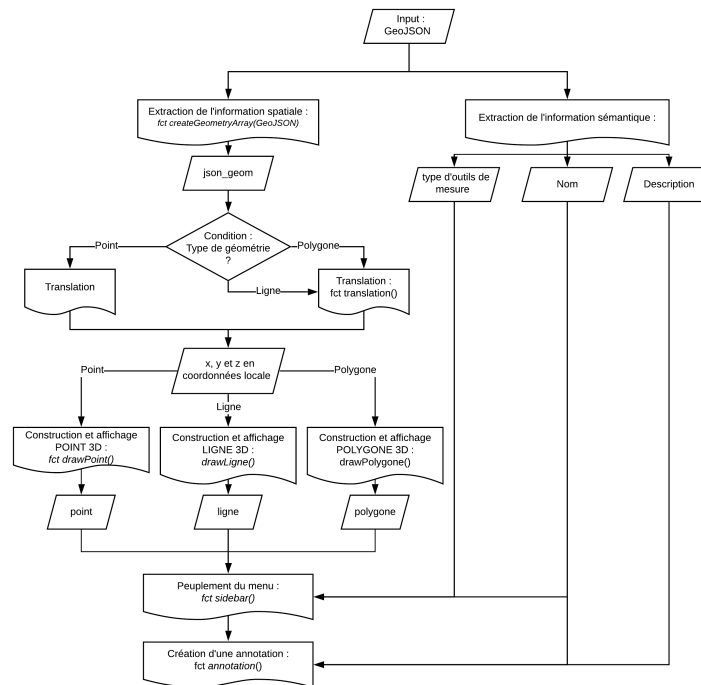 Input :
GeoJSON
Extraction de l'information spatiale :
fct createGeometryArray(GeoJSON)
Extraction de l'information sémantique :
json_geom
type d'outils de
mesure
Nom
Description
Condition :
Type de géométrie
?
Point
Polygone
Ligne
Translation
Translation :
fct translation()
x, y et z en
coordonnées locale
Point
Polygone
Ligne
Construction et affichage
POINT 3D :
fct drawPoint()
Construction et affichage
LIGNE 3D :
drawLigne()
Construction et affichage
POLYGONE 3D :
drawPolygone()
point
ligne
polygone
Peuplement du menu :
fct sidebar()
Création d'une annotation :
fct annotation()